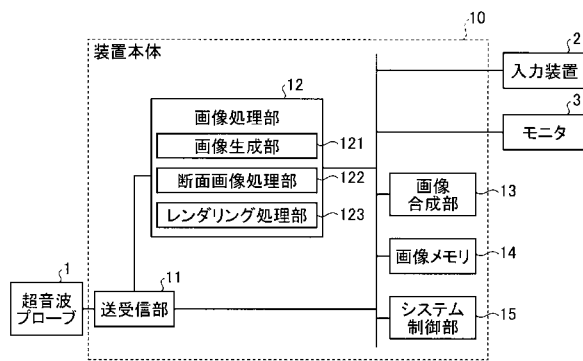 10
装置本体
2
入力装置
12
画像処理部
画像生成部
121
断面画像処理部
122
レンダリング処理部
123
3
モニタ
画像
合成部
13
画像メモリ
14
1
超音波
プローブ
11
送受信部
システム
制御部
15